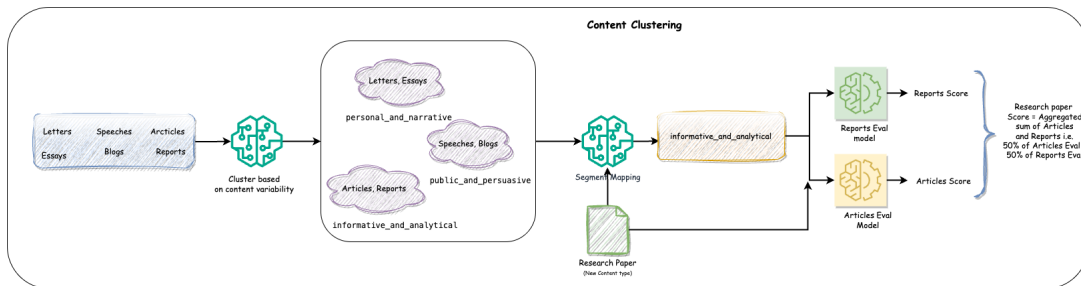 Content Clustering
Letters
Speeches
Arcticles
Essays
Blogs
Reports
Cluster based
on content variability
Letters, Essays
personal_and_narrative
Speeches, Blogs
public_and_persuasive
Articles, Reports
informative_and_analytical
Segment Mapping
Research Paper
(New Content type)
informative_and_analytical
Reports Eval
model
Articles Eval
Model
Reports Score
Articles Score
Research paper
Score = Aggregated
sum of Articles
and Reports i.e.
50% of Articles Eval
50% of Reports Eva